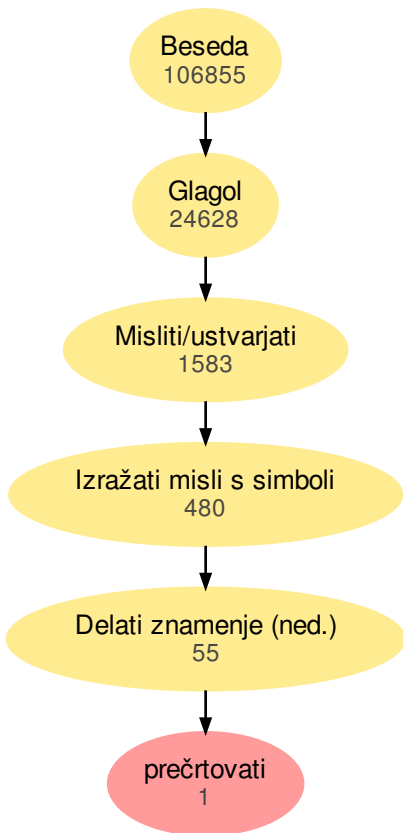 Beseda
106855
Glagol
24628
Misliti/ustvarjati
1583
Izražati misli s simboli
480
Delati znamenje (ned.)
55
prečrtovati
1